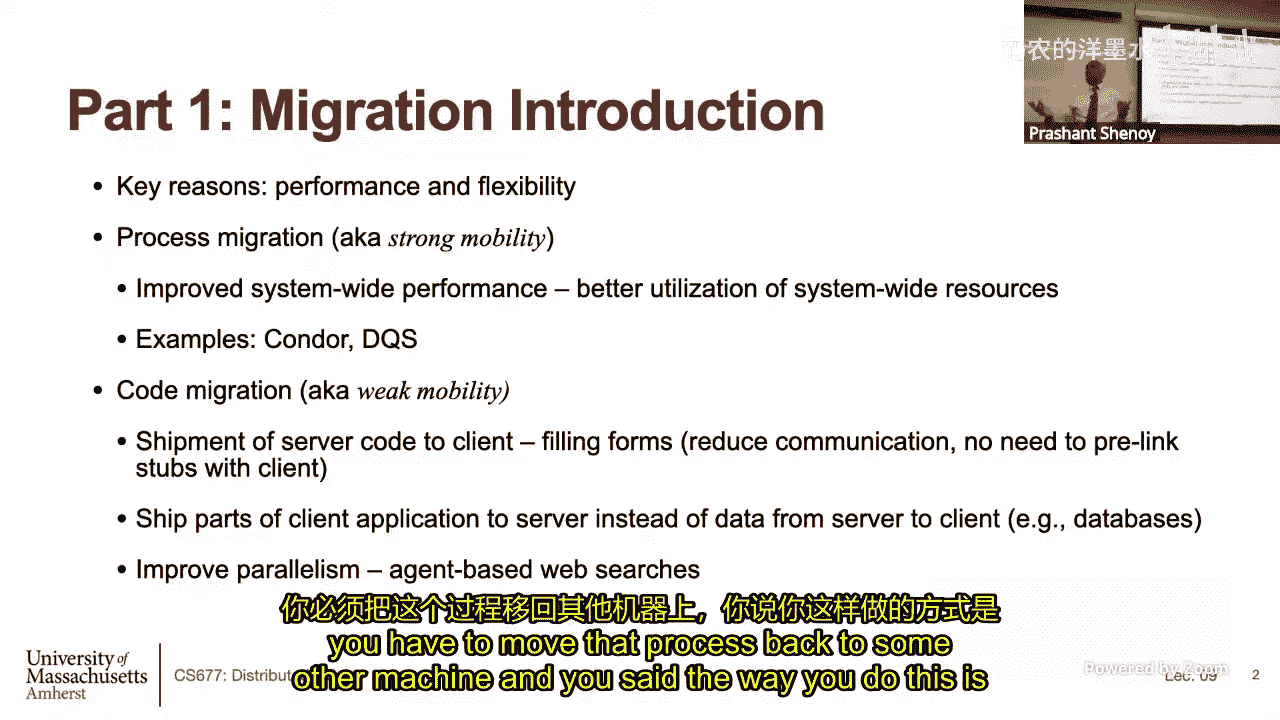 Part 1: Migration Introduction
Prashant Shenoy
• Key reasons: performance and flexibility
• Process migration (aka strong mobility)
• Improved system-wide performance – better utilization of system-wide resources
• Examples: Condor, DQS
• Code migration (aka weak mobility)
• Shipment of server code to client – filling forms (reduce communication, no need to pre-link
stubs with client)
• Ship parts of client application to server instead of data from server to client (e.g., databases)
• Improve parallelism – agent-based web searches
你必须把这个过程移回其他机器上，你说你这样做的方式是
you have to move that process back to some
other machine and you said the way you do this is
University of
Massachusetts
Amherst
CS677:
Powered by Zoom
Lec. 09
2